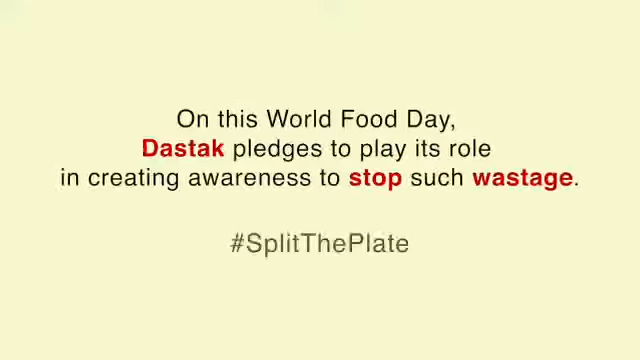 On this World Food Day,
Dastak pledges to play its role
in creating awareness to stop such wastage.
#SplitThePlate